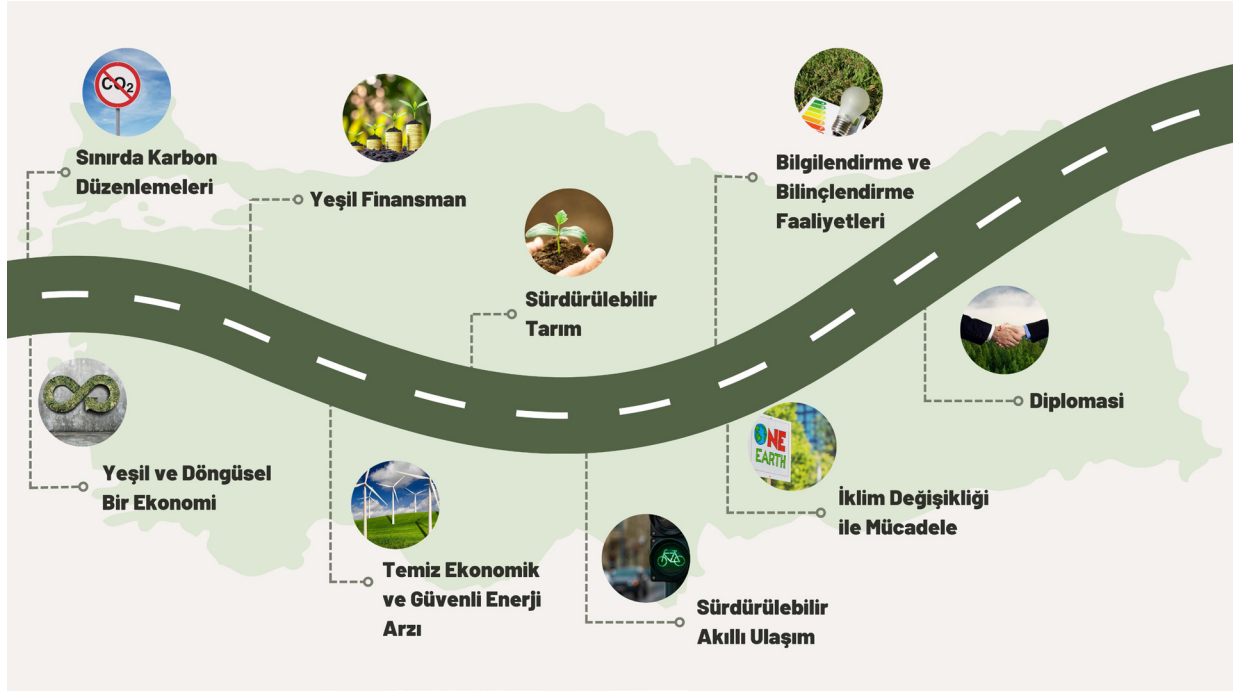 CO₂
Sınırda Karbon
Düzenlemeleri
Yeşil Finansman
Sürdürülebilir
Tarım
Bilgilendirme ve
Bilinçlendirme
Faaliyetleri
Yeşil ve Döngüsel
Bir Ekonomi
Temiz Ekonomik
ve Güvenli Enerji
Arzı
Sürdürülebilir
Akıllı Ulaşım
ONE
EARTH
İklim Değişikliği
ile Mücadele
Diplomasi